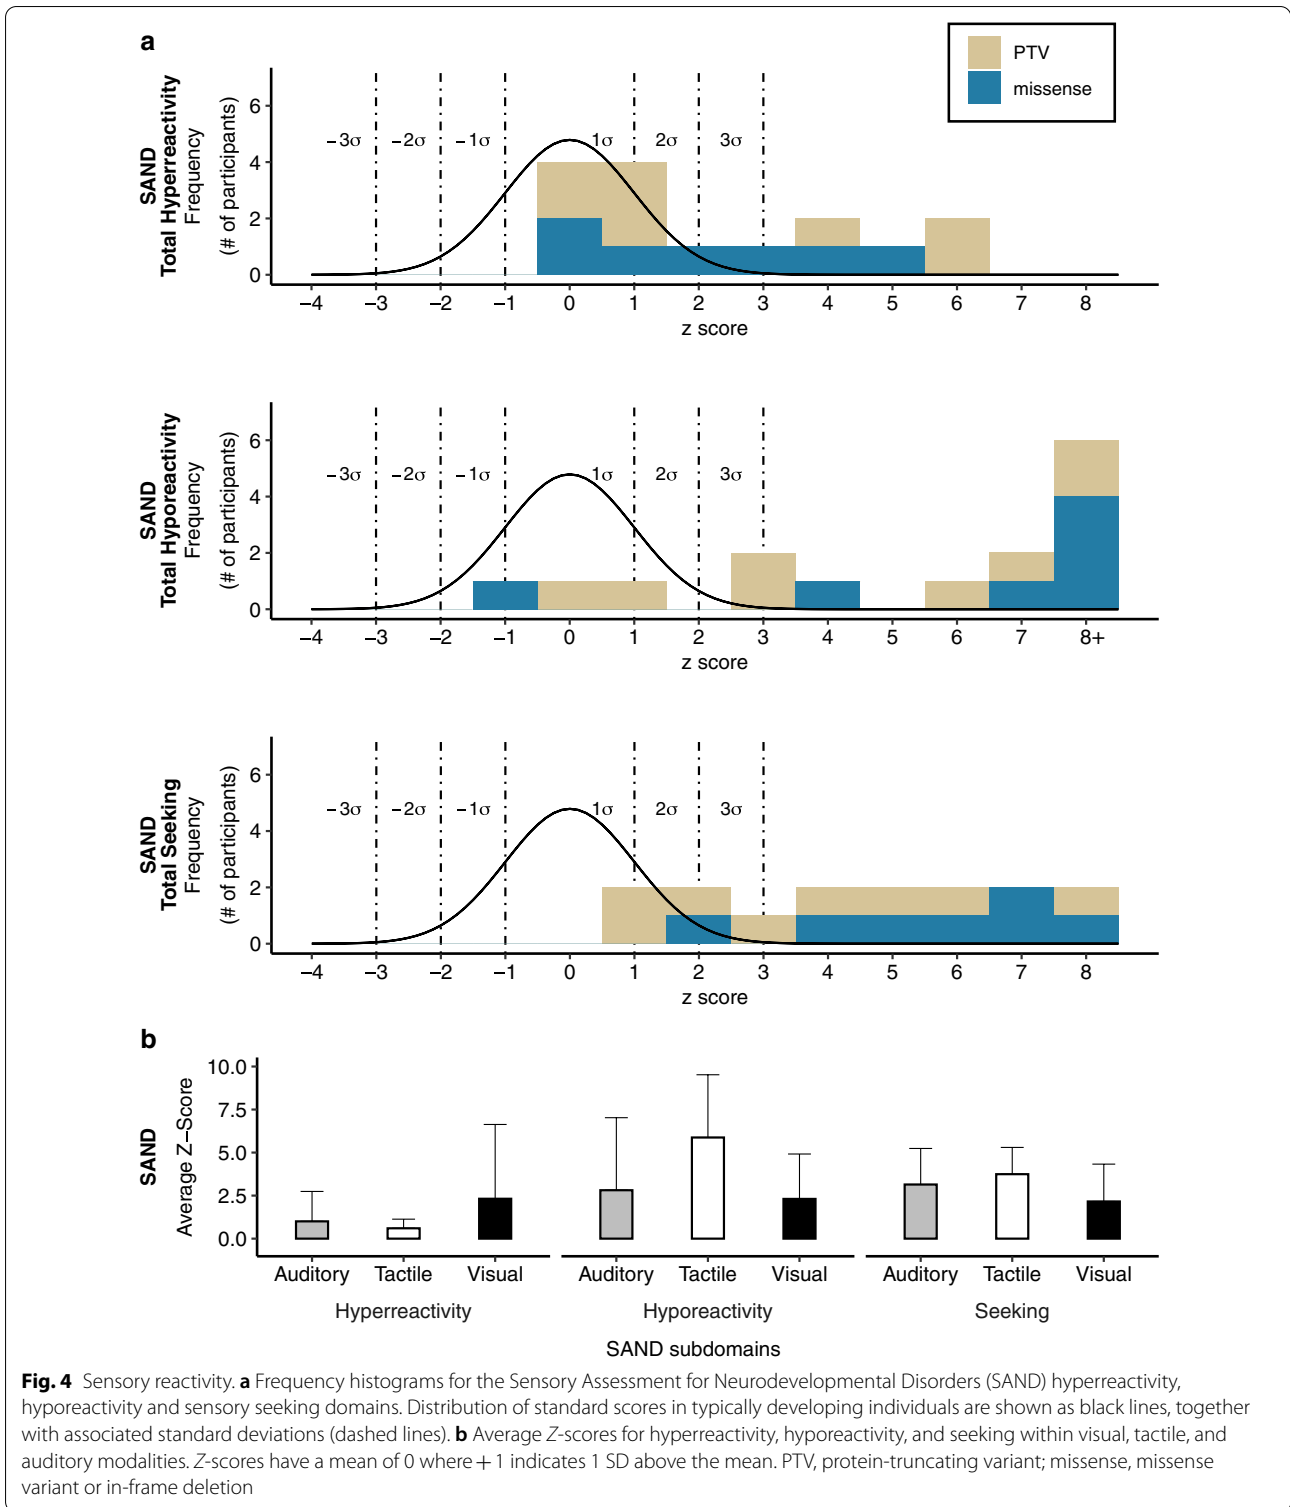 a
PTV
missense
SAND
Total Hyperreactivity
Frequency
(# of participants)
6
4
2
0
−3σ −2σ −1σ 1σ 2σ 3σ
−4 −3 −2 −1 0 1 2 3 4 5 6 7 8
z score
SAND
Total Hyporeactivity
Frequency
(# of participants)
6
4
2
0
−3σ −2σ −1σ 1σ 2σ 3σ
−4 −3 −2 −1 0 1 2 3 4 5 6 7 8+
z score
SAND
Total Seeking
Frequency
(# of participants)
6
4
2
0
−3σ −2σ −1σ 1σ 2σ 3σ
−4 −3 −2 −1 0 1 2 3 4 5 6 7 8
z score
b
SAND
Average Z−Score
10.0
7.5
5.0
2.5
0.0
Auditory Tactile Visual Auditory Tactile Visual Auditory Tactile Visual
Hyperreactivity Hyporeactivity Seeking
SAND subdomains
Fig. 4 Sensory reactivity. a Frequency histograms for the Sensory Assessment for Neurodevelopmental Disorders (SAND) hyperreactivity,
hyporeactivity and sensory seeking domains. Distribution of standard scores in typically developing individuals are shown as black lines, together
with associated standard deviations (dashed lines). b Average Z-scores for hyperreactivity, hyporeactivity, and seeking within visual, tactile, and
auditory modalities. Z-scores have a mean of 0 where + 1 indicates 1 SD above the mean. PTV, protein-truncating variant; missense, missense
variant or in-frame deletion